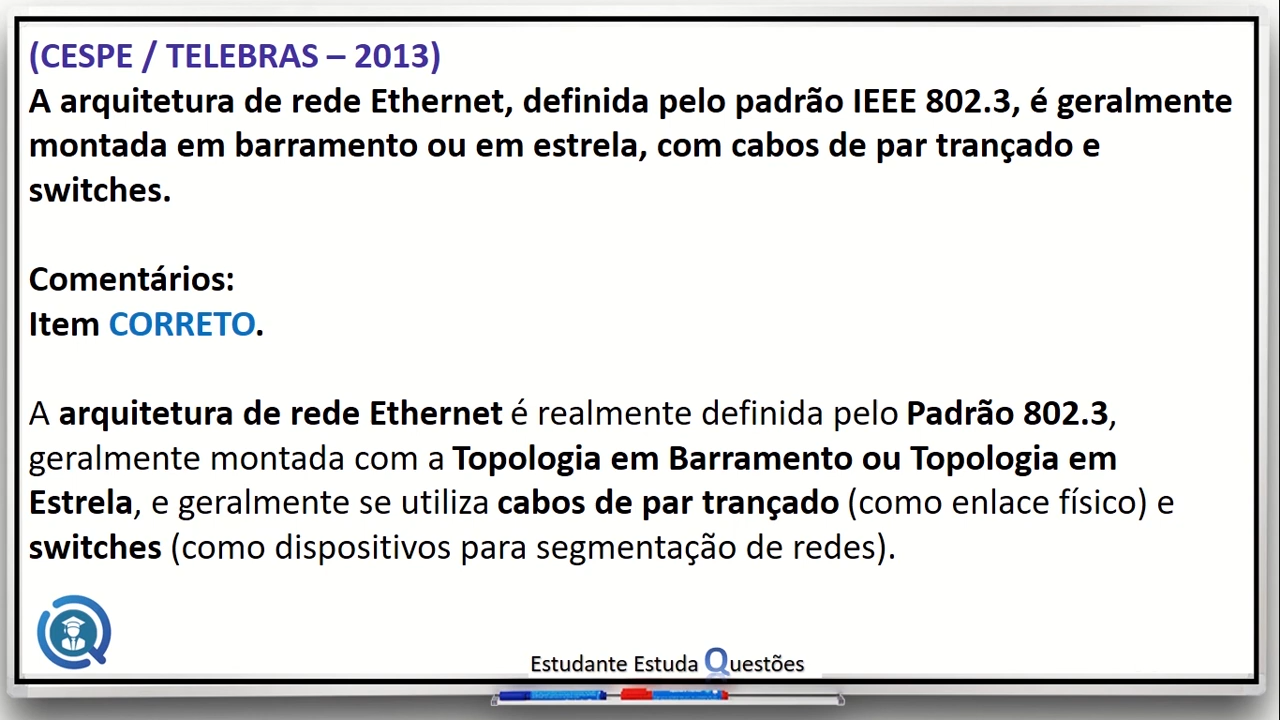 (CESPE / TELEBRAS – 2013)
A arquitetura de rede Ethernet, definida pelo padrão IEEE 802.3, é geralmente
montada em barramento ou em estrela, com cabos de par trançado e
switches.
Comentários:
Item CORRETO.
A arquitetura de rede Ethernet é realmente definida pelo Padrão 802.3,
geralmente montada com a Topologia em Barramento ou Topologia em
Estrela, e geralmente se utiliza cabos de par trançado (como enlace físico) e
switches (como dispositivos para segmentação de redes).
Estudante Estuda Questões